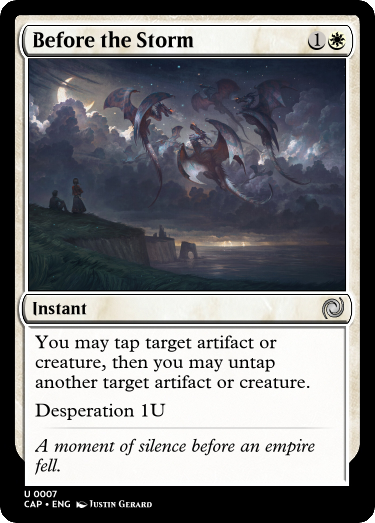 Before the Storm 1
Instant
You may tap target artifact or
creature, then you may untap
another target artifact or creature.
Desperation 1U
A moment of silence before an empire
fell.
U 0007
CAP • ENG Justin Gerard